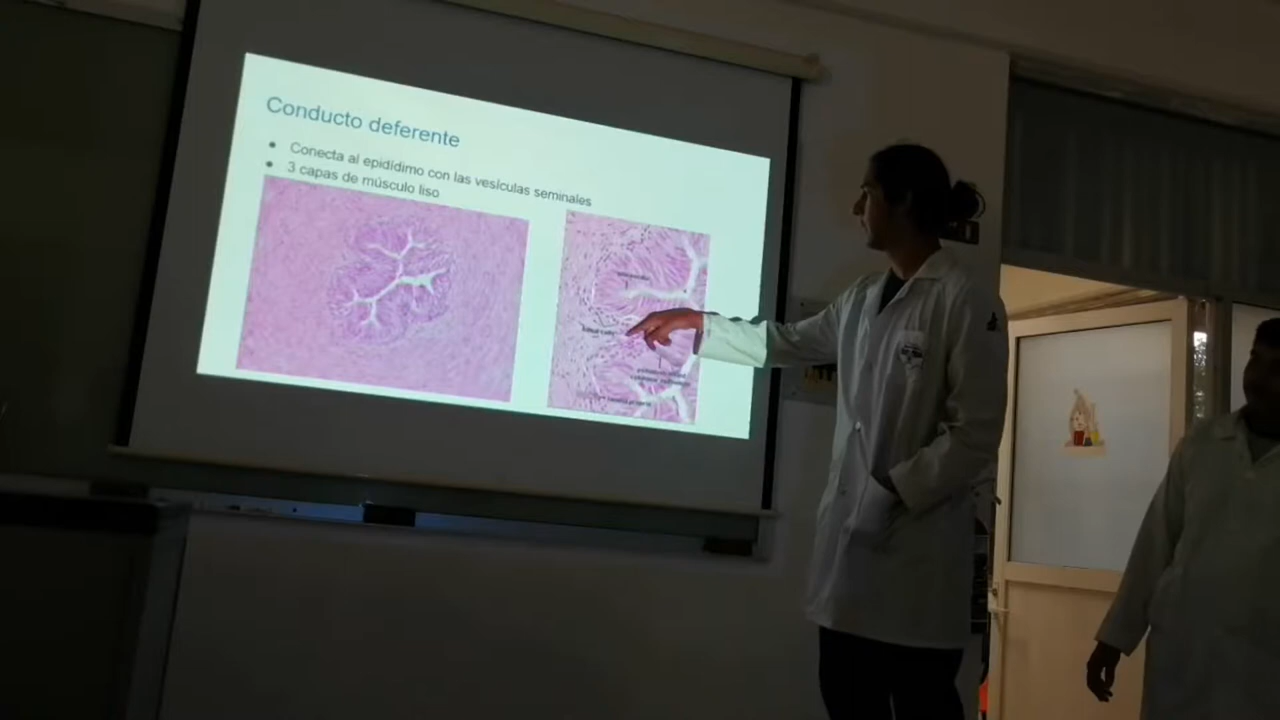 Conducto deferente
Conecta al epidídimo con las vesículas seminales
3 capas de músculo liso